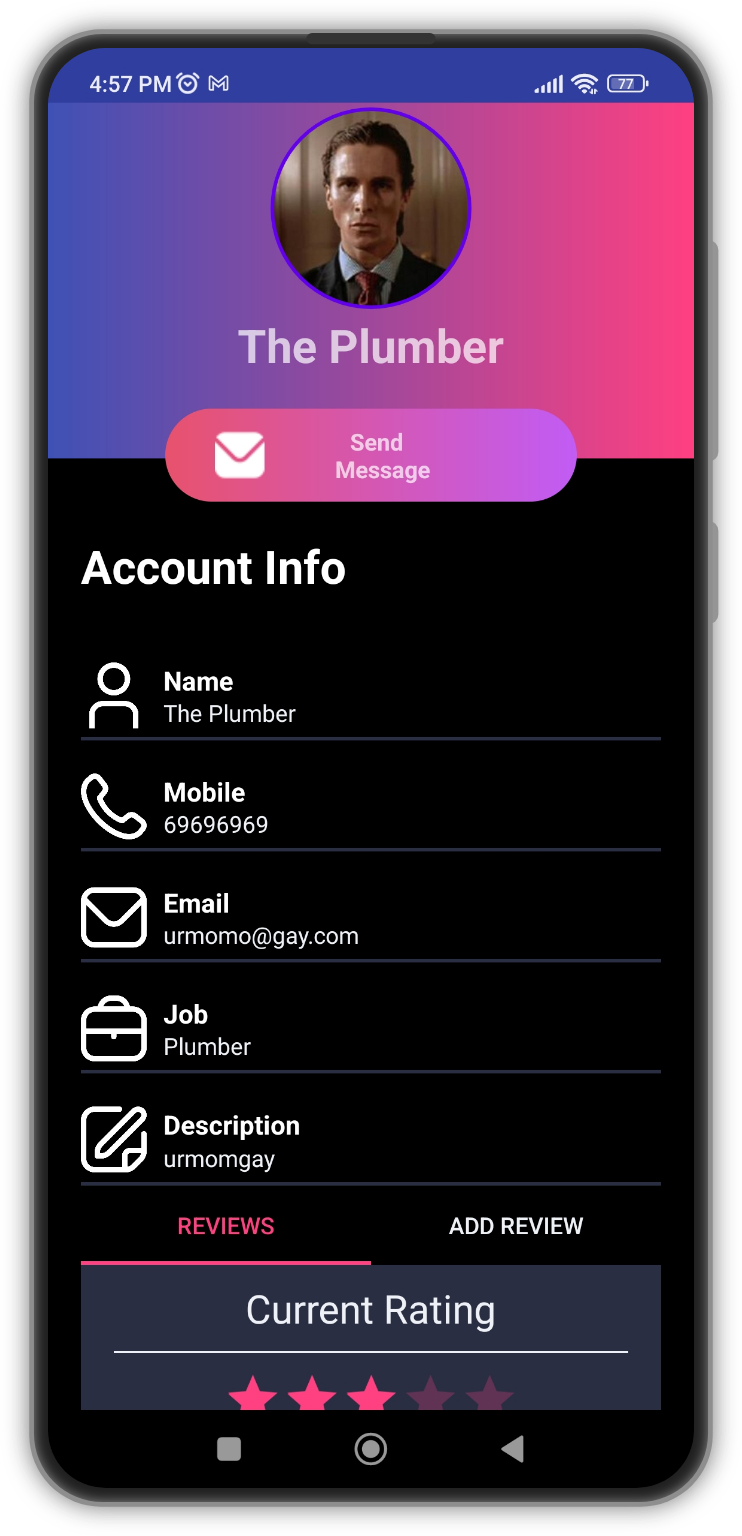 4:57 PM
77
The Plumber
Send
Message
Account Info
Name
The Plumber
Mobile
69696969
Email
urmomo@gay.com
Job
Plumber
Description
urmomgay
REVIEWS
ADD REVIEW
Current Rating